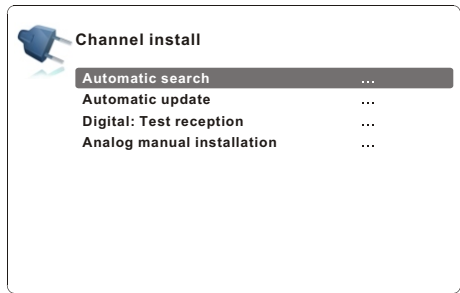 Channel install
Automatic search ...
Automatic update ...
Digital: Test reception ...
Analog manual installation ...